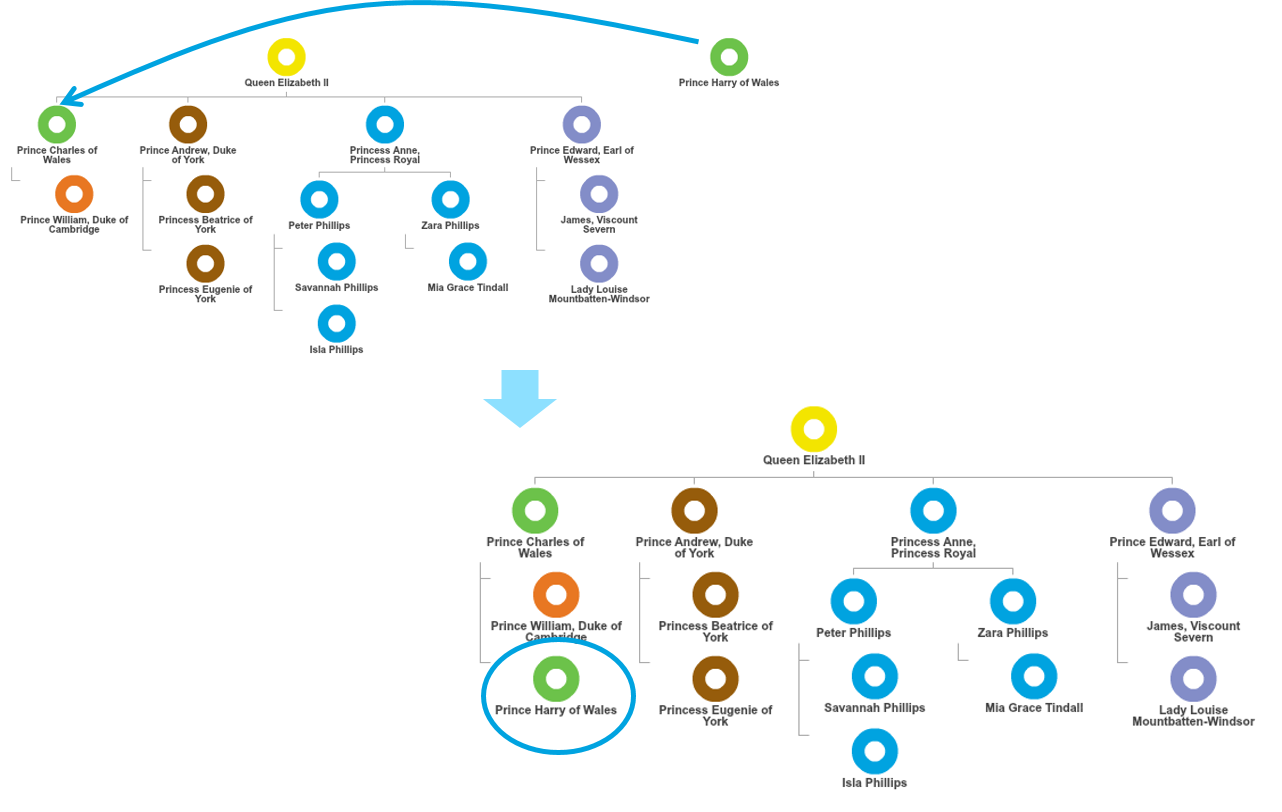 Queen Elizabeth II
Prince Harry of Wales
Prince Charles of
Wales
Prince Andrew, Duke
of York
Princess Anne,
Princess Royal
Prince Edward, Earl of
Wessex
Prince William, Duke of
Cambridge
Princess Beatrice of
York
Peter Phillips
Zara Phillips
James, Viscount
Severn
Princess Eugenie of
York
Savannah Phillips
Mia Grace Tindall
Lady Louise
Mountbatten-Windsor
Isla Phillips
Queen Elizabeth II
Prince Charles of
Wales
Prince Andrew, Duke
of York
Princess Anne,
Princess Royal
Prince Edward, Earl of
Wessex
Prince William, Duke of
Cambridge
Princess Beatrice of
York
Peter Phillips
Zara Phillips
James, Viscount
Severn
Prince Harry of Wales
Princess Eugenie of
York
Savannah Phillips
Mia Grace Tindall
Lady Louise
Mountbatten-Windsor
Isla Phillips